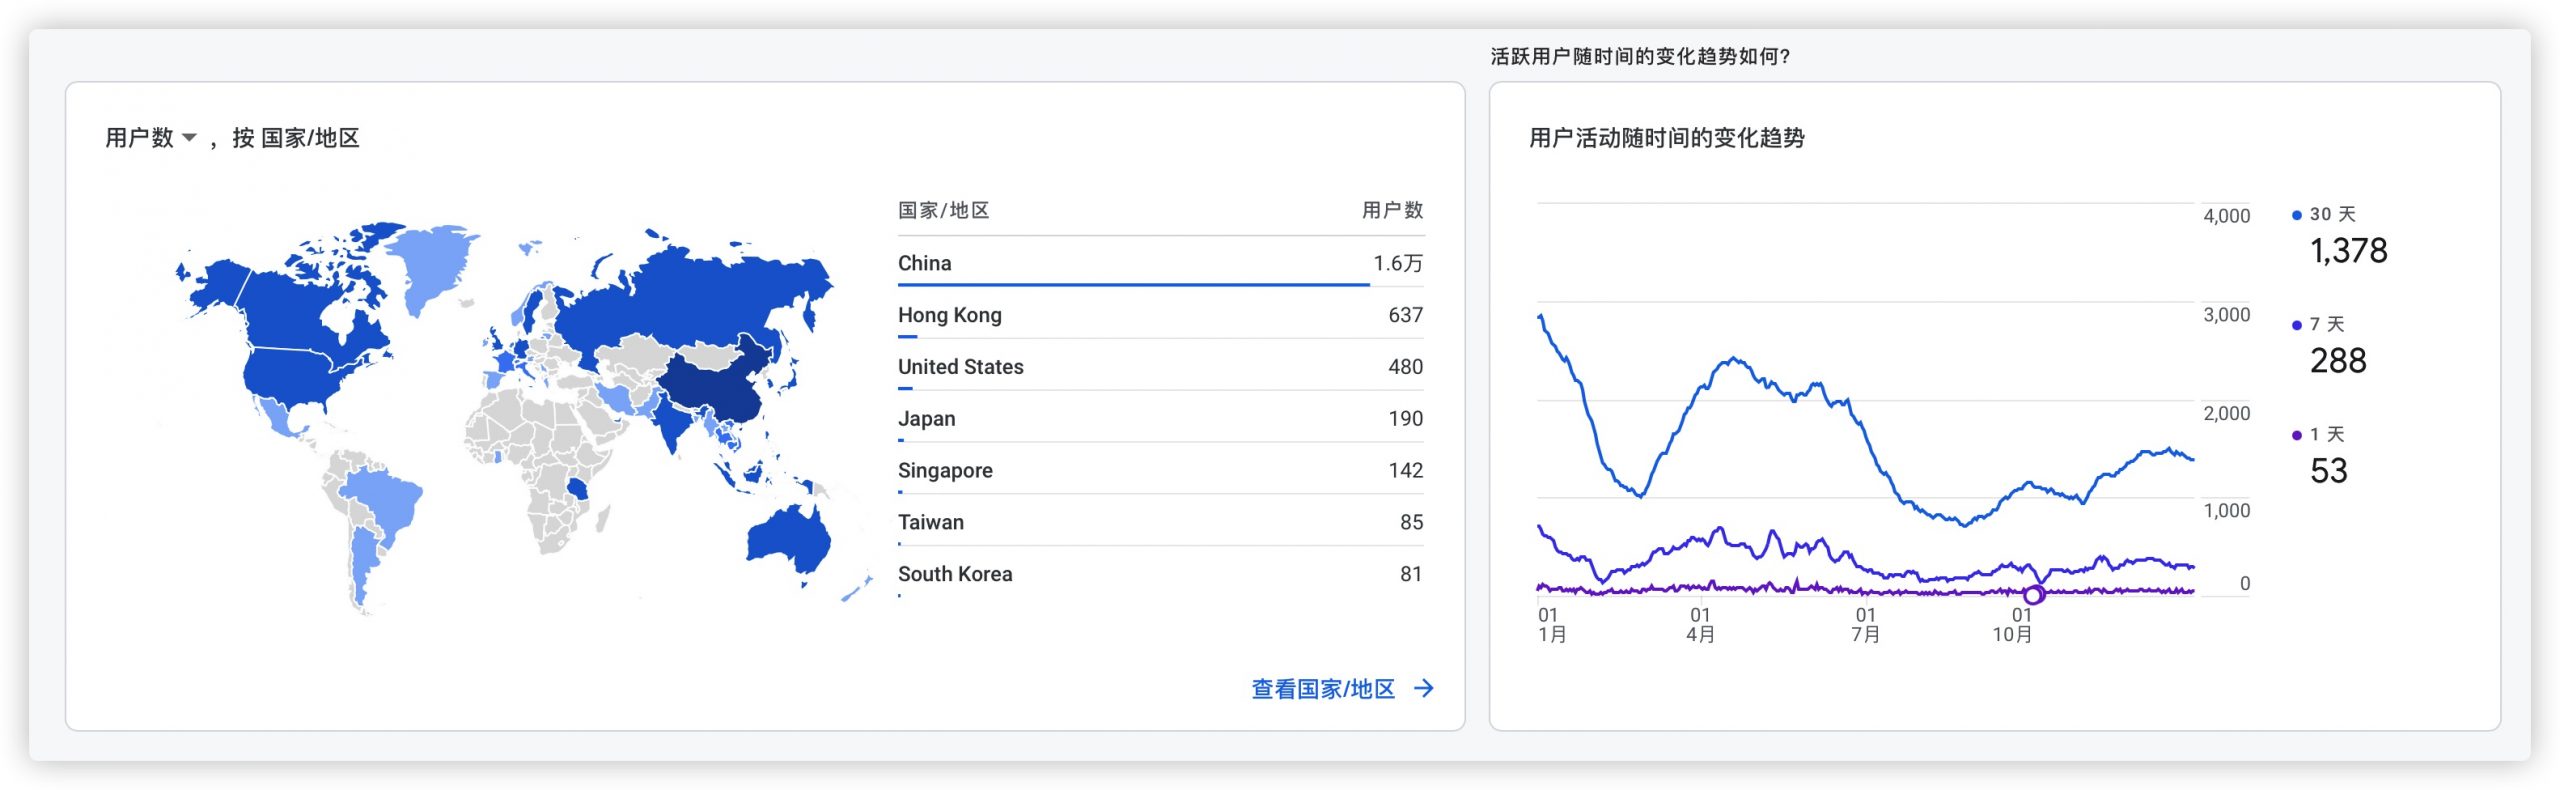 活跃用户随时间的变化趋势如何?
用户数 ，按 国家/地区
国家/地区 用户数
China 1.6万
Hong Kong 637
United States 480
Japan 190
Singapore 142
Taiwan 85
South Korea 81
查看国家/地区 →
用户活动随时间的变化趋势
4,000
3,000
2,000
1,000
0
01 01 01 01
1月 4月 7月 10月
30 天
1,378
7 天
288
1 天
53